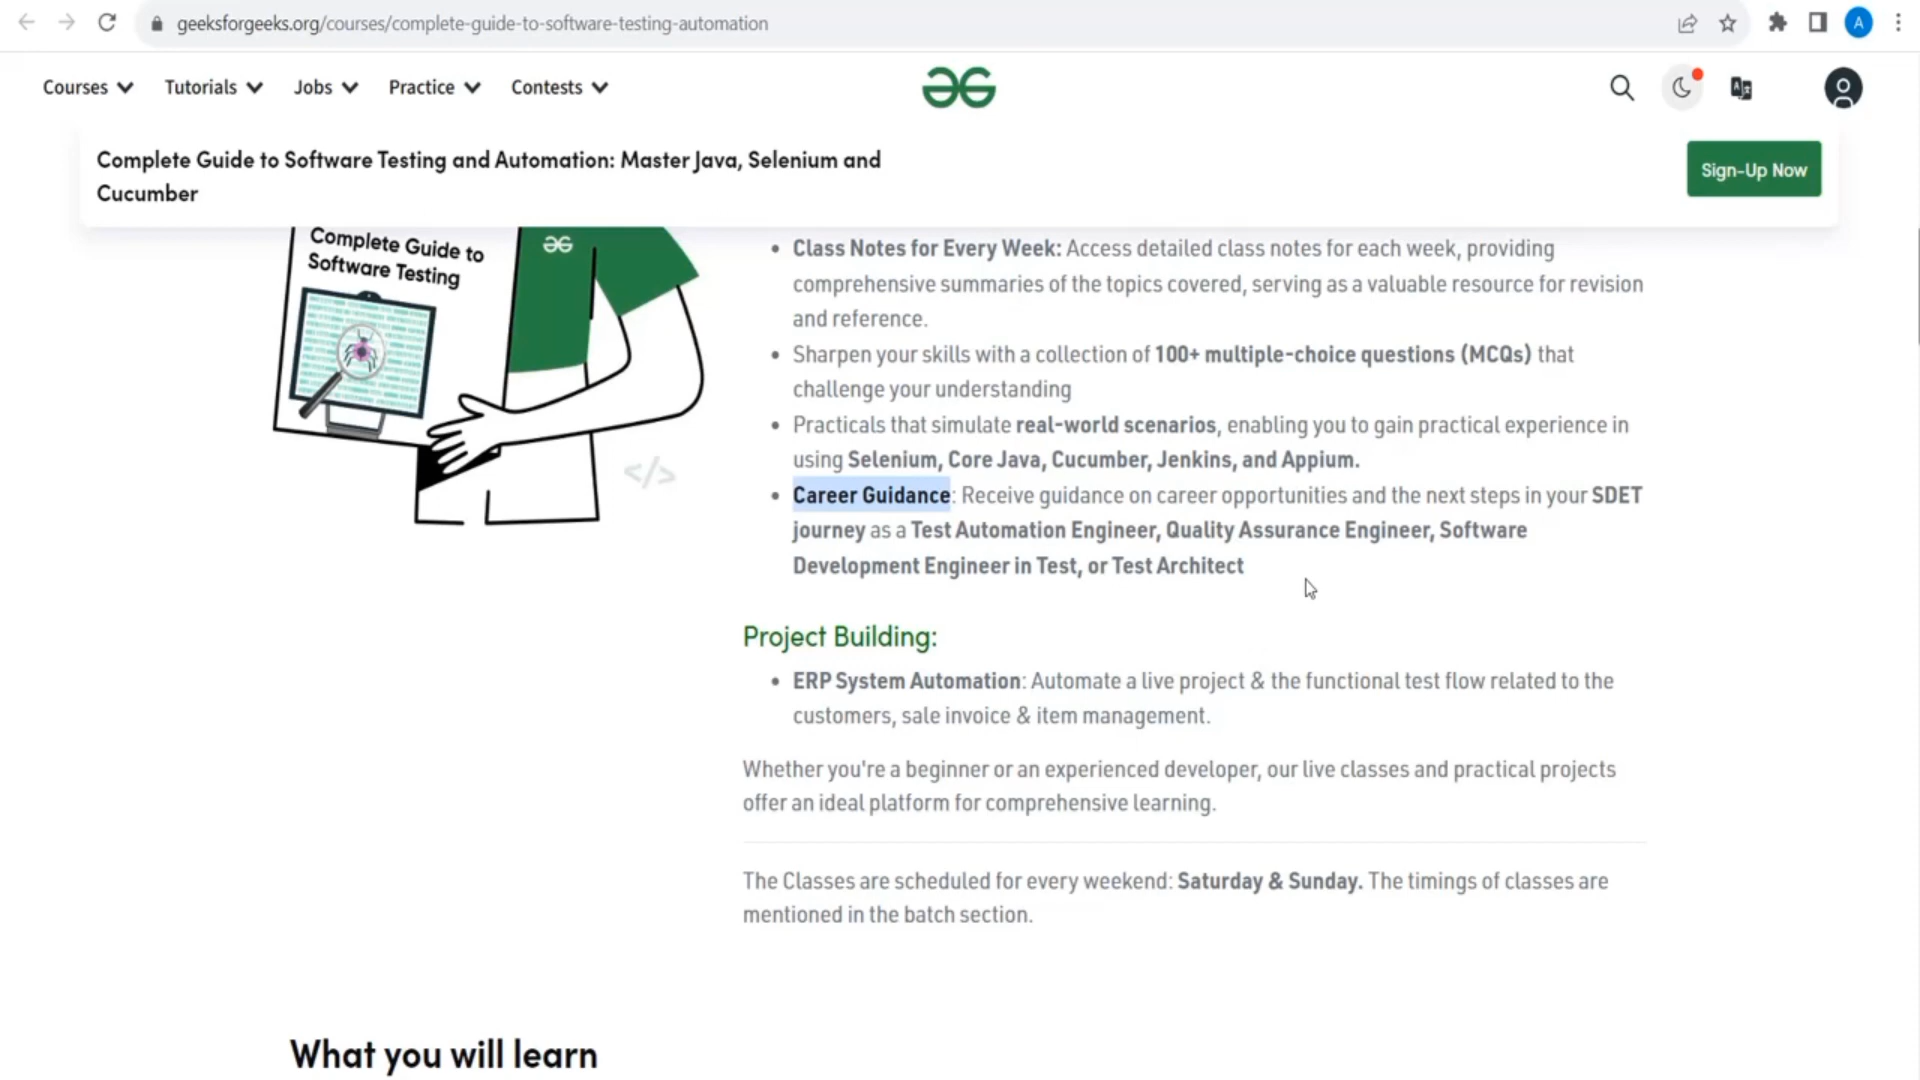 geeksforgeeks.org/courses/complete-guide-to-software-testing-automation
A
Courses Tutorials Jobs Practice Contests
Complete Guide to Software Testing and Automation: Master Java, Selenium and
Cucumber
Sign-Up Now
Complete Guide to
Software Testing
</>
• Class Notes for Every Week: Access detailed class notes for each week, providing
comprehensive summaries of the topics covered, serving as a valuable resource for revision
and reference.
• Sharpen your skills with a collection of 100+ multiple-choice questions (MCQs) that
challenge your understanding
• Practicals that simulate real-world scenarios, enabling you to gain practical experience in
using Selenium, Core Java, Cucumber, Jenkins, and Appium.
• Career Guidance: Receive guidance on career opportunities and the next steps in your SDET
journey as a Test Automation Engineer, Quality Assurance Engineer, Software
Development Engineer in Test, or Test Architect
Project Building:
• ERP System Automation: Automate a live project & the functional test flow related to the
customers, sale invoice & item management.
Whether you're a beginner or an experienced developer, our live classes and practical projects
offer an ideal platform for comprehensive learning.
The Classes are scheduled for every weekend: Saturday & Sunday. The timings of classes are
mentioned in the batch section.
What you will learn